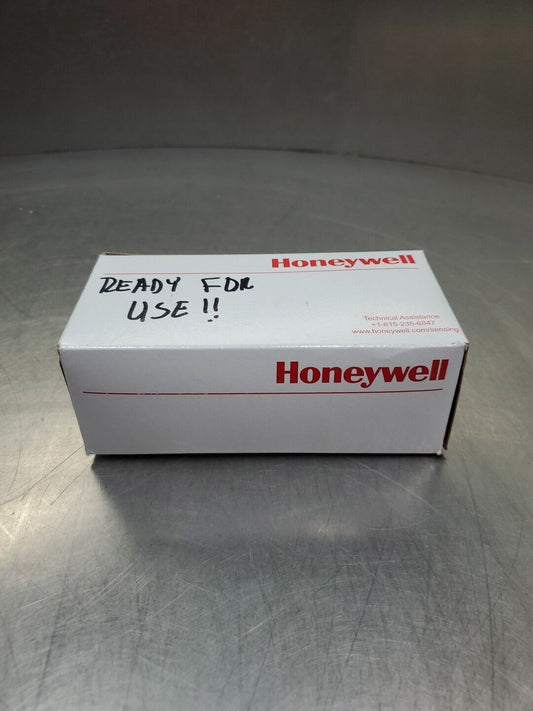 Honeywell
READY FOR
USE!!
Technical Assistance
+1-815-235-6847
www.honeywell.com/sensing
Honeywell